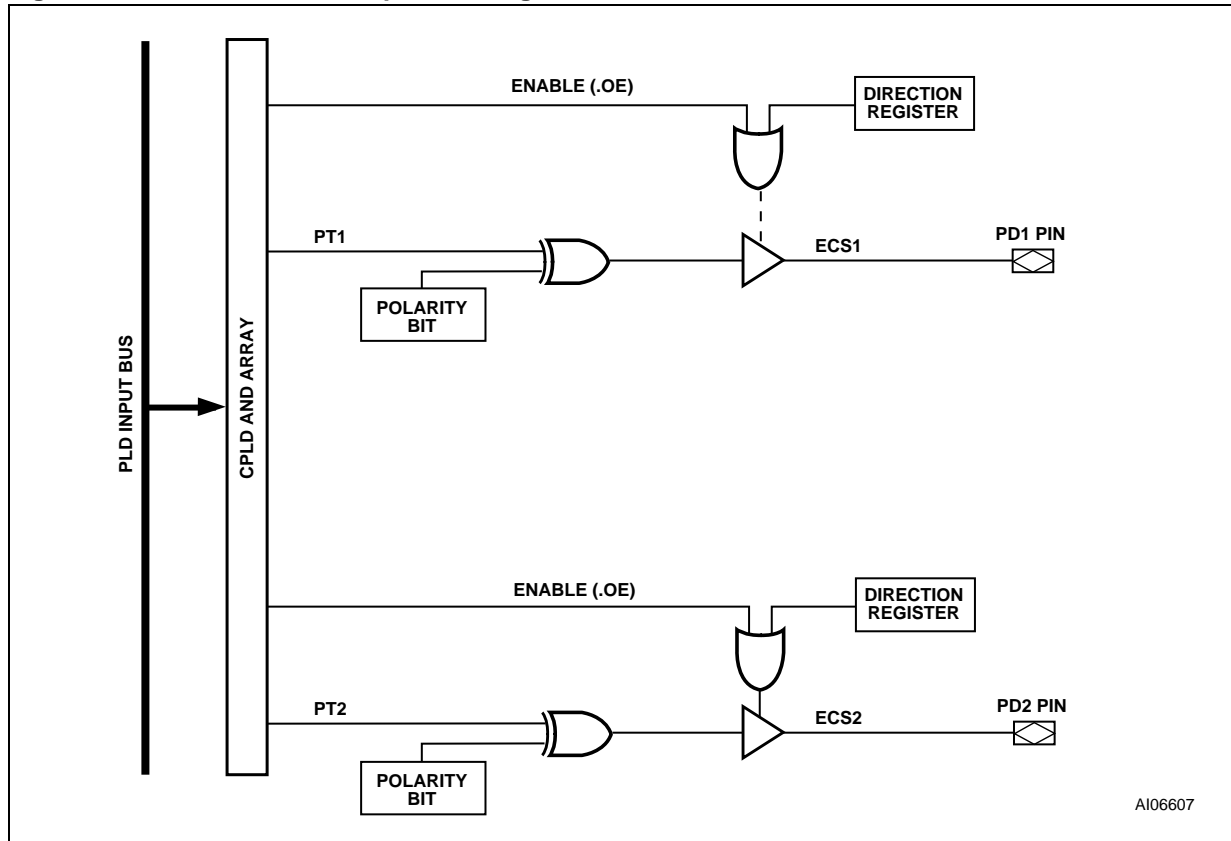 ENABLE (.OE)
DIRECTION
REGISTER
PT1
ECS1
PD1 PIN
POLARITY
BIT
PLD INPUT BUS
CPLD AND ARRAY
ENABLE (.OE)
DIRECTION
REGISTER
PT2
ECS2
PD2 PIN
POLARITY
BIT
AI06607